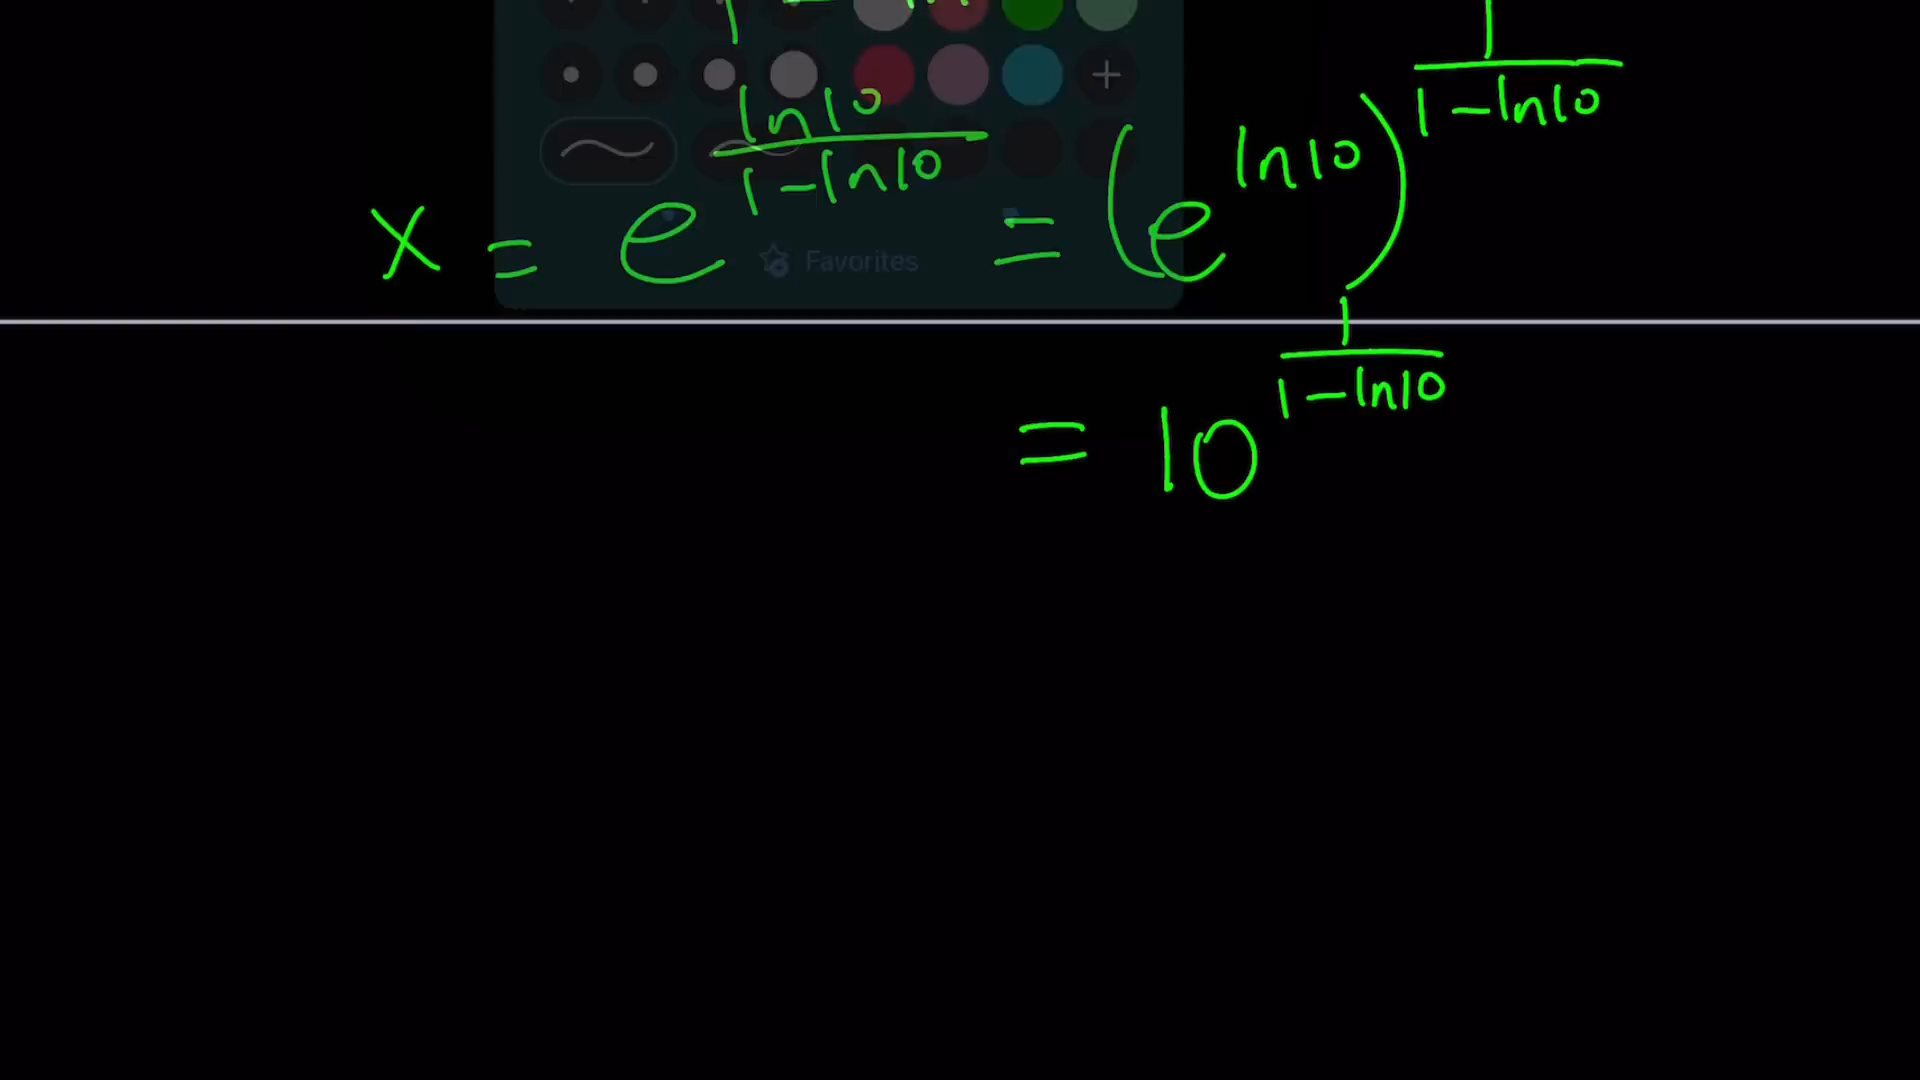 x = e^(ln10/(1-ln10)) = (e^(ln10))^(1/(1-ln10))
Favorites
= 10^(1/(1-ln10))